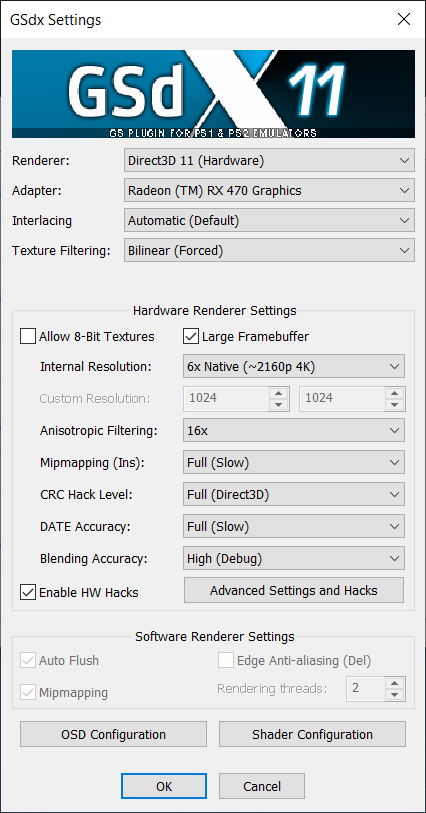 GSdx Settings
GSdX11
GS PLUGIN FOR PS1 & PS2 EMULATORS
Renderer: Direct3D 11 (Hardware)
Adapter: Radeon (TM) RX 470 Graphics
Interlacing Automatic (Default)
Texture Filtering: Bilinear (Forced)
Hardware Renderer Settings
Allow 8-Bit Textures Large Framebuffer
Internal Resolution: 6x Native (~2160p 4K)
Custom Resolution: 1024 1024
Anisotropic Filtering: 16x
Mipmapping (Ins): Full (Slow)
CRC Hack Level: Full (Direct3D)
DATE Accuracy: Full (Slow)
Blending Accuracy: High (Debug)
Enable HW Hacks Advanced Settings and Hacks
Software Renderer Settings
Auto Flush Edge Anti-aliasing (Del)
Mipmapping Rendering threads: 2
OSD Configuration Shader Configuration
OK Cancel